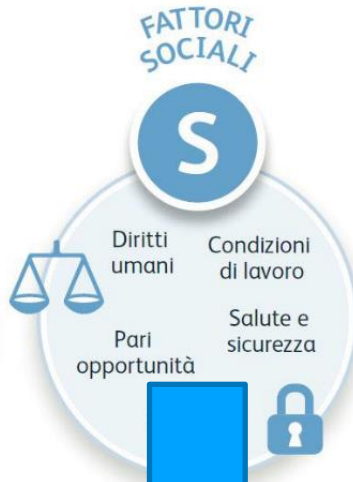 FATTORI
SOCIALI
S
Diritti
umani
Condizioni
di lavoro
Pari
opportunità
Salute e
sicurezza